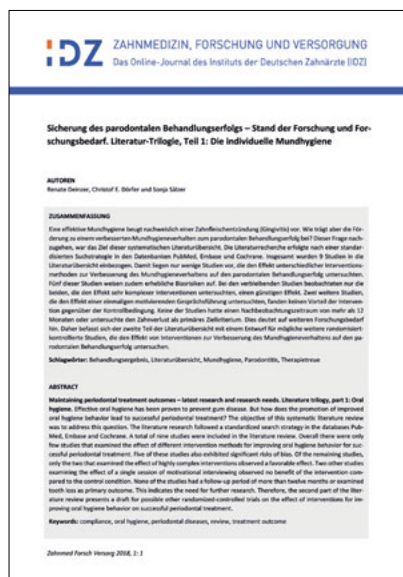 IDZ
ZAHNMEDIZIN, FORSCHUNG UND VERSORGUNG
Das Online-Journal des Instituts der Deutschen Zahnärzte (IDZ)
Sicherung des parodontalen Behandlungserfolgs – Stand der Forschung und For-
schungsbedarf. Literatur-Trilogie, Teil 1: Die individuelle Mundhygiene
AUTOREN
Renate Deinzer, Christof E. Dörfer und Sonja Sälzer
ZUSAMMENFASSUNG
Eine effektive Mundhygiene beugt nachweislich einer Zahnfleischentzündung (Gingivitis) vor. Wie trägt aber die För-
derung zu einem verbesserten Mundhygieneverhalten zum parodontalen Behandlungserfolg bei? Dieser Frage nach-
zugehen, war das Ziel dieser systematischen Literaturübersicht. Die Literaturrecherche erfolgte nach einer standar-
disierten Suchstrategie in den Datenbanken PubMed, Embase und Cochrane. Insgesamt wurden 9 Studien in die
Literaturübersicht einbezogen. Damit liegen nur wenige Studien vor, die den Effekt unterschiedlicher Interventions-
methoden zur Verbesserung des Mundhygieneverhaltens auf den parodontalen Behandlungserfolg untersuchten.
Fünf dieser Studien weisen zudem erhebliche Biasrisiken auf. Bei den verbleibenden Studien beobachteten nur die
beiden, die den Effekt sehr komplexer Interventionen untersuchten, einen günstigen Effekt. Zwei weitere Studien,
die den Effekt einer einmaligen motivierenden Gesprächsführung untersuchten, fanden keinen Vorteil der Interven-
tion gegenüber der Kontrollbedingung. Keine der Studien hatte einen Nachbeobachtungszeitraum von mehr als 12
Monaten oder untersuchte den Zahnverlust als primäres Zielkriterium. Dies deutet auf weiteren Forschungsbedarf
hin. Daher befasst sich der zweite Teil der Literaturübersicht mit einem Entwurf für mögliche weitere randomisiert-
kontrollierte Studien, die den Effekt von Interventionen zur Verbesserung des Mundhygieneverhaltens auf den pa-
rodontalen Behandlungserfolg untersuchen.
Schlagwörter: Behandlungsergebnis, Literaturübersicht, Mundhygiene, Parodontitis, Therapietreue
ABSTRACT
Maintaining periodontal treatment outcomes – latest research and research needs. Literature trilogy, part 1: Oral
hygiene. Effective oral hygiene has been proven to prevent gum disease. But how does the promotion of improved
oral hygiene behavior lead to successful periodontal treatment? The objective of this systematic literature review
was to address this question. The literature research followed a standardized search strategy in the databases Pub-
Med, Embase and Cochrane. A total of nine studies were included in the literature review. Overall there were only
few studies that examined the effect of different intervention methods for improving oral hygiene behavior for suc-
cessful periodontal treatment. Five of these studies also exhibited significant risks of bias. Of the remaining studies,
only the two that examined the effect of highly complex interventions observed a favorable effect. Two other studies
examining the effect of a single session of motivational interviewing observed no benefit of the intervention compa-
red to the control condition. None of the studies had a follow-up period of more than twelve months or examined
tooth loss as primary outcome. This indicates the need for further research. Therefore, the second part of the liter-
ature review presents a draft for possible other randomized-controlled trials on the effect of interventions for im-
proving oral hygiene behavior on successful periodontal treatment.
Keywords: compliance, oral hygiene, periodontal diseases, review, treatment outcome
Zahnmed Forsch Versorg 2018, 1: 1